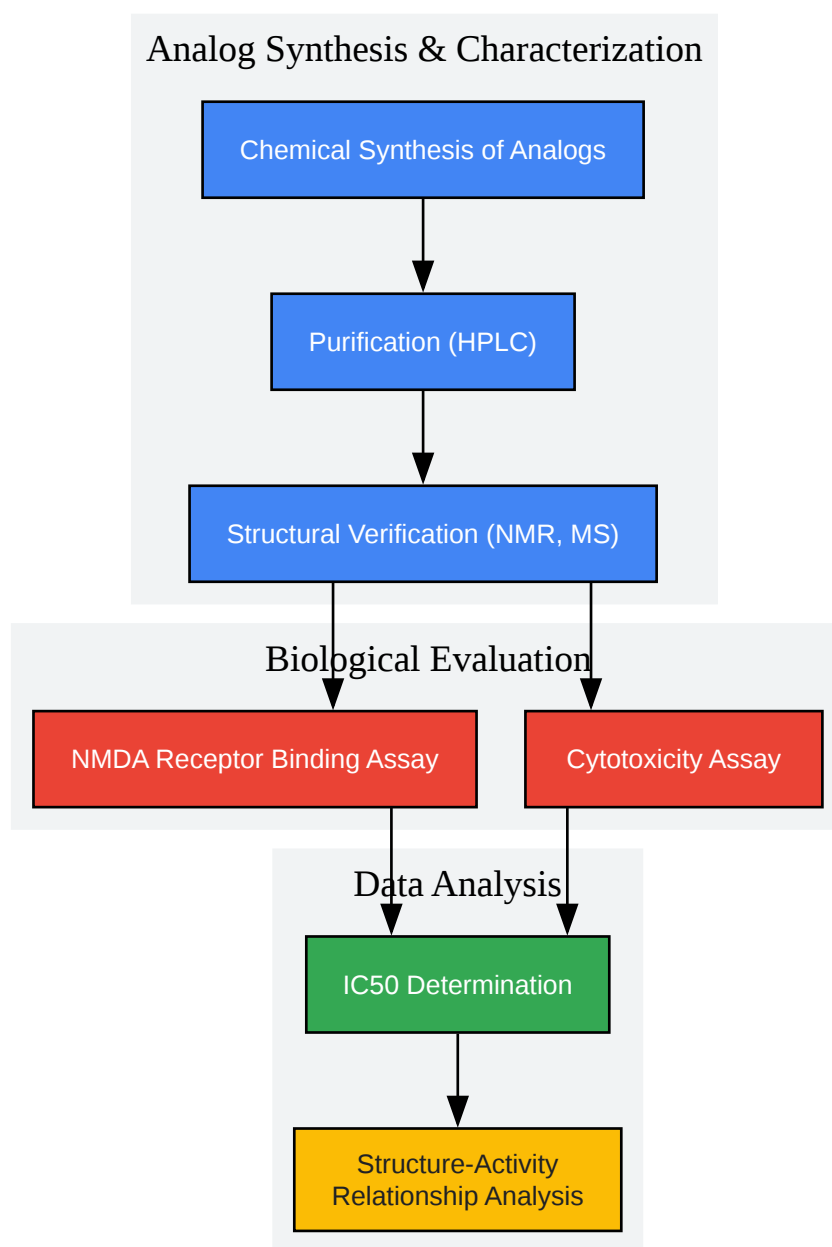 Analog Synthesis & Characterization
Chemical Synthesis of Analogs
Purification (HPLC)
Structural Verification (NMR, MS)
Biological Evaluation
NMDA Receptor Binding Assay
Cytotoxicity Assay
Data Analysis
IC50 Determination
Structure-Activity
Relationship Analysis